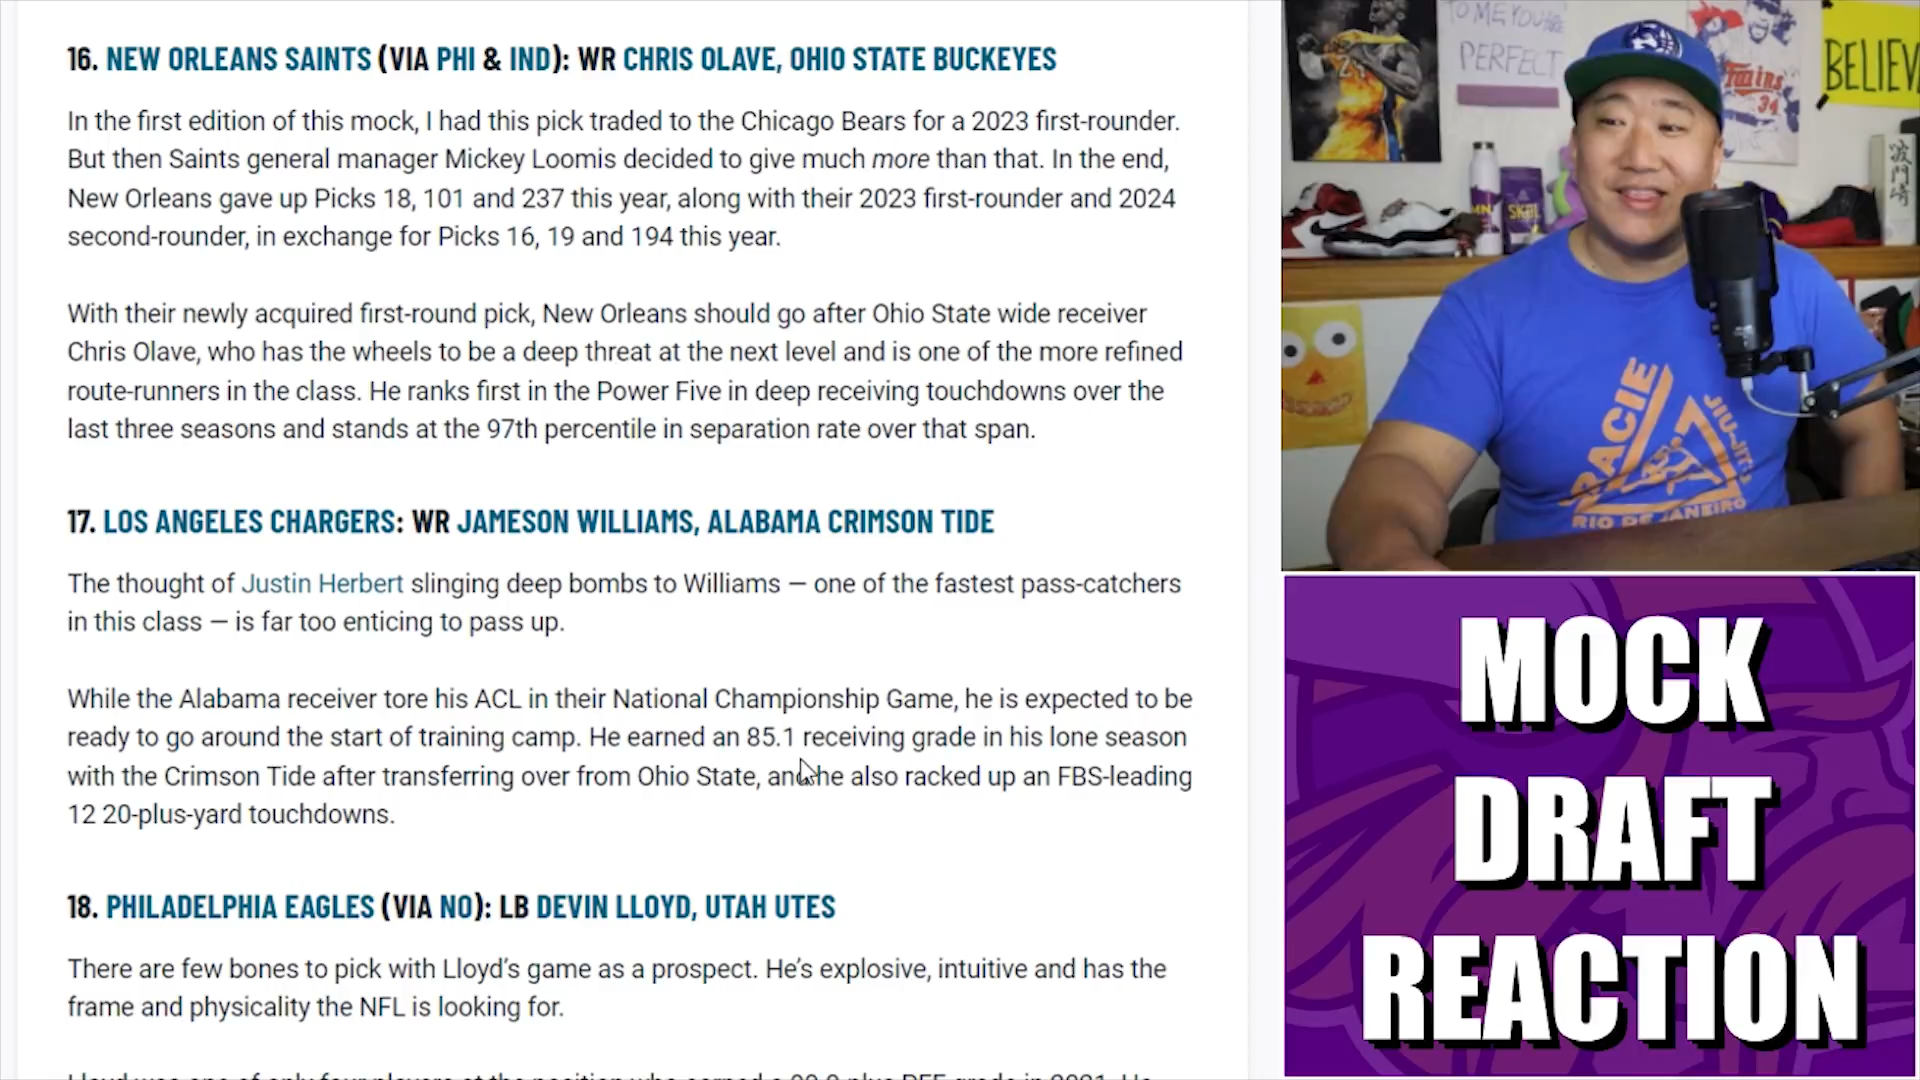 16. NEW ORLEANS SAINTS (VIA PHI & IND): WR CHRIS OLAVE, OHIO STATE BUCKEYES
In the first edition of this mock, I had this pick traded to the Chicago Bears for a 2023 first-rounder.
But then Saints general manager Mickey Loomis decided to give much more than that. In the end,
New Orleans gave up Picks 18, 101 and 237 this year, along with their 2023 first-rounder and 2024
second-rounder, in exchange for Picks 16, 19 and 194 this year.
With their newly acquired first-round pick, New Orleans should go after Ohio State wide receiver
Chris Olave, who has the wheels to be a deep threat at the next level and is one of the more refined
route-runners in the class. He ranks first in the Power Five in deep receiving touchdowns over the
last three seasons and stands at the 97th percentile in separation rate over that span.
17. LOS ANGELES CHARGERS: WR JAMESON WILLIAMS, ALABAMA CRIMSON TIDE
The thought of Justin Herbert slinging deep bombs to Williams — one of the fastest pass-catchers
in this class — is far too enticing to pass up.
While the Alabama receiver tore his ACL in their National Championship Game, he is expected to be
ready to go around the start of training camp. He earned an 85.1 receiving grade in his lone season
with the Crimson Tide after transferring over from Ohio State, and he also racked up an FBS-leading
12 20-plus-yard touchdowns.
18. PHILADELPHIA EAGLES (VIA NO): LB DEVIN LLOYD, UTAH UTES
There are few bones to pick with Lloyd's game as a prospect. He's explosive, intuitive and has the
frame and physicality the NFL is looking for.
TO ME YOU ARE
PERFECT
Twins
34
BELIEV
SKOL
RACIE
JIU-JIT
RIO DE JANEIRO
MOCK
DRAFT
REACTION